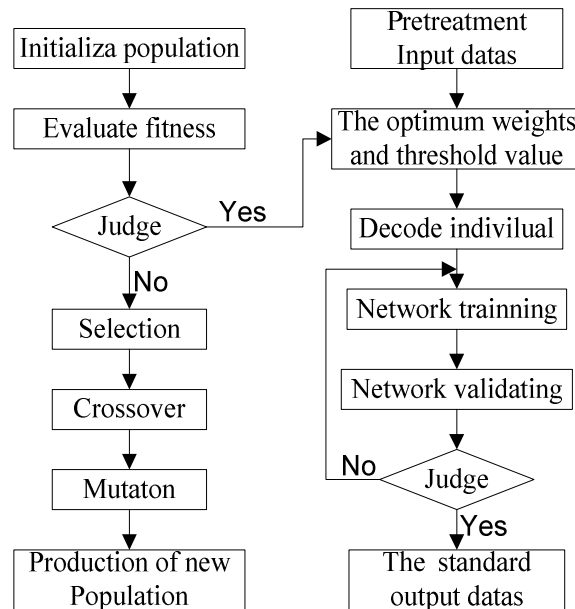 Initializa population
Evaluate fitness
Judge
Yes
No
Selection
Crossover
Mutaton
Production of new
Population
Pretreatment
Input datas
The optimum weights
and threshold value
Decode indivilual
Network trainning
Network validating
Judge
No
Yes
The standard
output datas